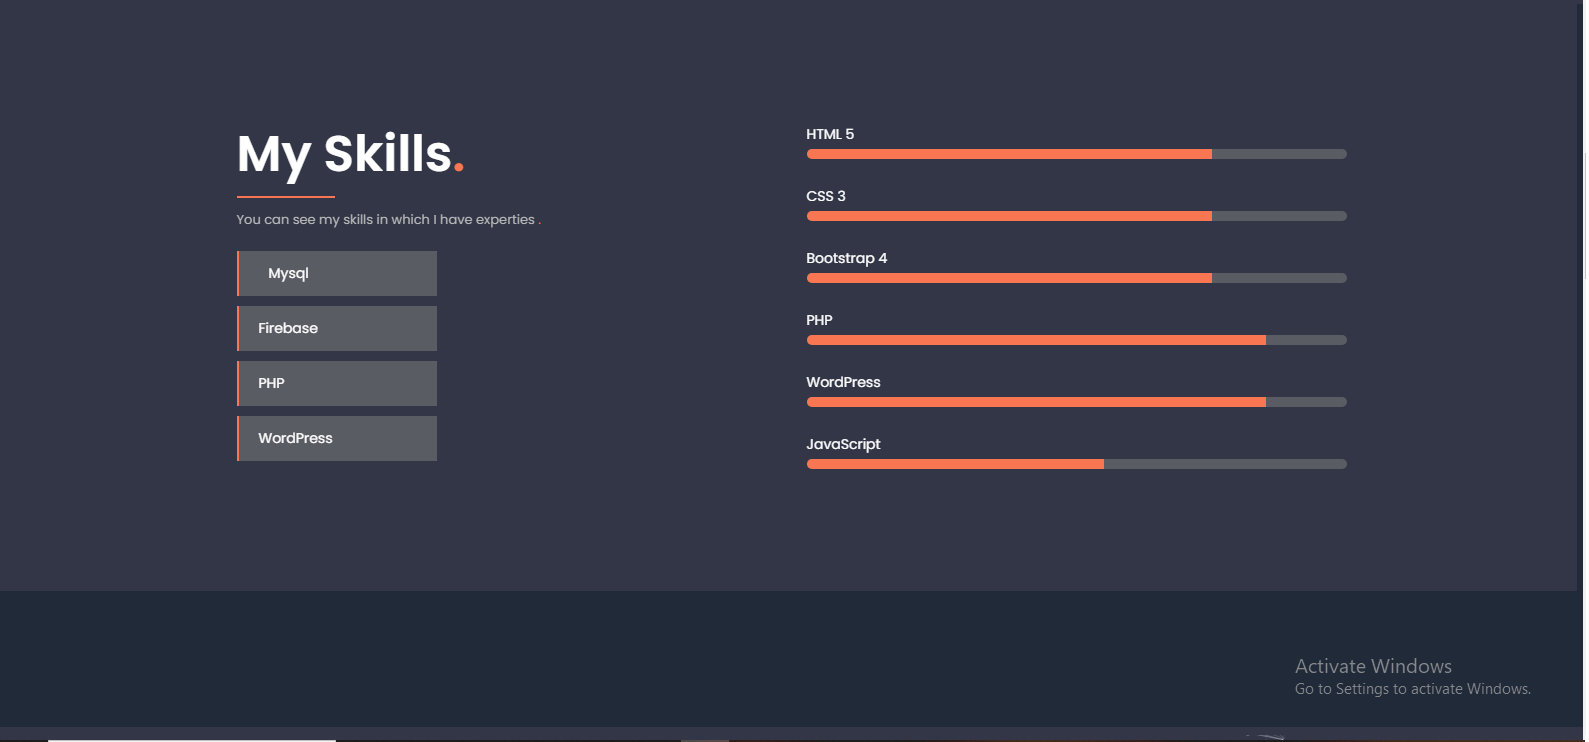 My Skills.
You can see my skills in which I have experties .
Mysql
Firebase
PHP
WordPress
HTML 5
CSS 3
Bootstrap 4
PHP
WordPress
JavaScript
Activate Windows
Go to Settings to activate Windows.